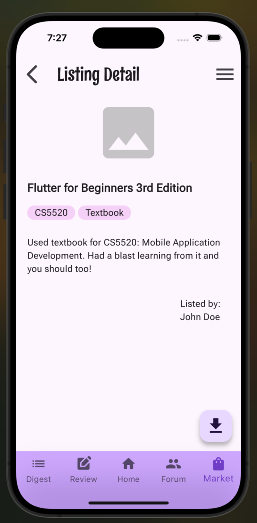 7:27
Listing Detail
Flutter for Beginners 3rd Edition
CS5520 Textbook
Used textbook for CS5520: Mobile Application
Development. Had a blast learning from it and
you should too!
Listed by:
John Doe
Digest Review Home Forum Market